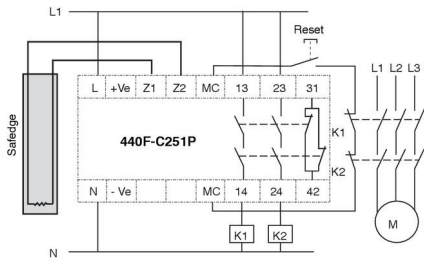 L1
Reset
L +Ve Z1 Z2 MC 13 23 31
L1 L2 L3
Safedge
440F-C251P
K1
K2
N - Ve MC 14 24 42
K1 K2
M
N